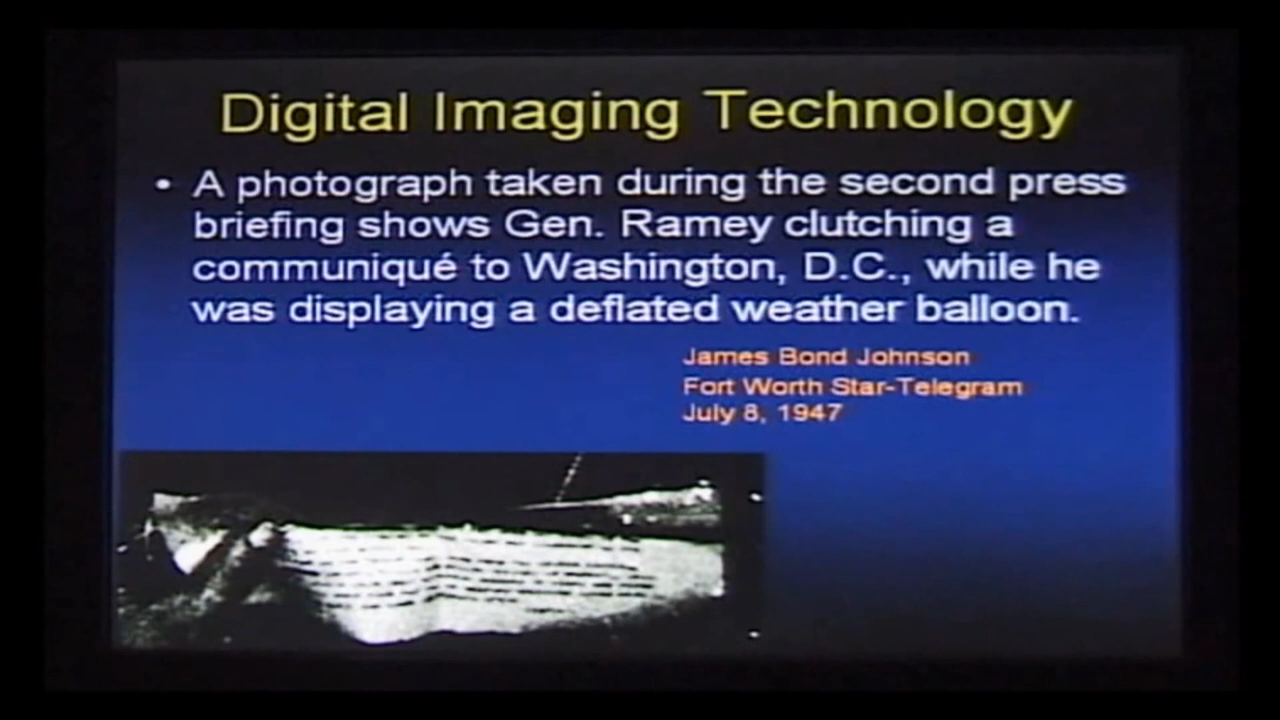 Digital Imaging Technology
• A photograph taken during the second press
briefing shows Gen. Ramey clutching a
communiqué to Washington, D.C., while he
was displaying a deflated weather balloon.
James Bond Johnson
Fort Worth Star-Telegram
July 8, 1947